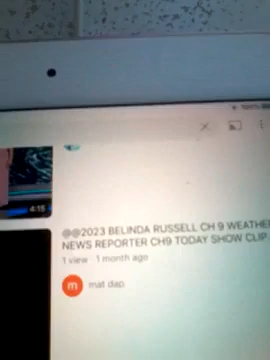 4:15
@@2023 BELINDA RUSSELL CH 9 WEATHE
NEWS REPORTER CH9 TODAY SHOW CLIP
1 view · 1 month ago
m
mat dap